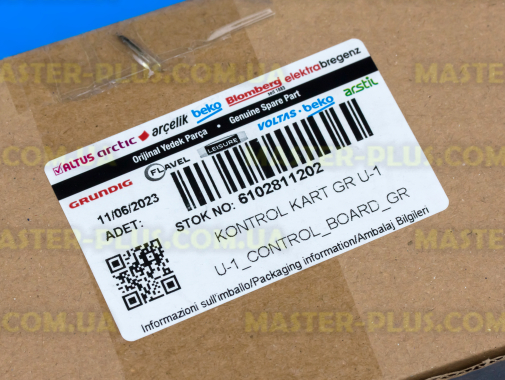 ALTUS arctic arçelik beko Blomberg elektrabregenz
Orijinal Yedek Parça • Genuine Spare Part
GRUNDIG FLAVEL LEISURE VOLTAS•beko arstil
11/06/2023
ADET:
STOK NO: 6102811202
KONTROL KART GR U-1
U-1_CONTROL_BOARD_GR
Informazioni sull'imballo/Packaging information/Ambalaj Bilgileri
MASTER-PLUS.COM.UA